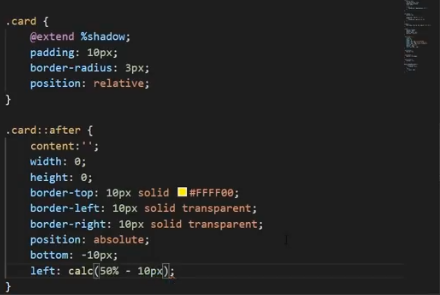 .card {
    @extend %shadow;
    padding: 10px;
    border-radius: 3px;
    position: relative;
}
.card::after {
    content:'';
    width: 0;
    height: 0;
    border-top: 10px solid #FFFF00;
    border-left: 10px solid transparent;
    border-right: 10px solid transparent;
    position: absolute;
    bottom: -10px;
    left: calc(50% - 10px);
}